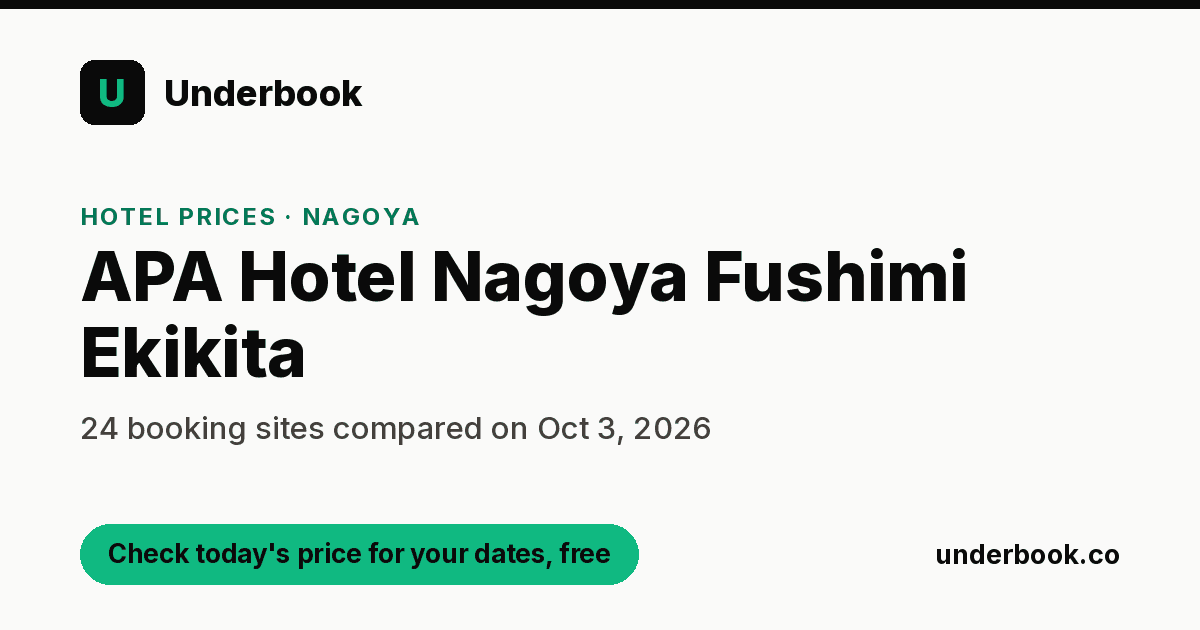 U
Underbook
HOTEL PRICES · NAGOYA
APA Hotel Nagoya Fushimi
Ekikita
24 booking sites compared on Oct 3, 2026
Check today's price for your dates, free
underbook.co